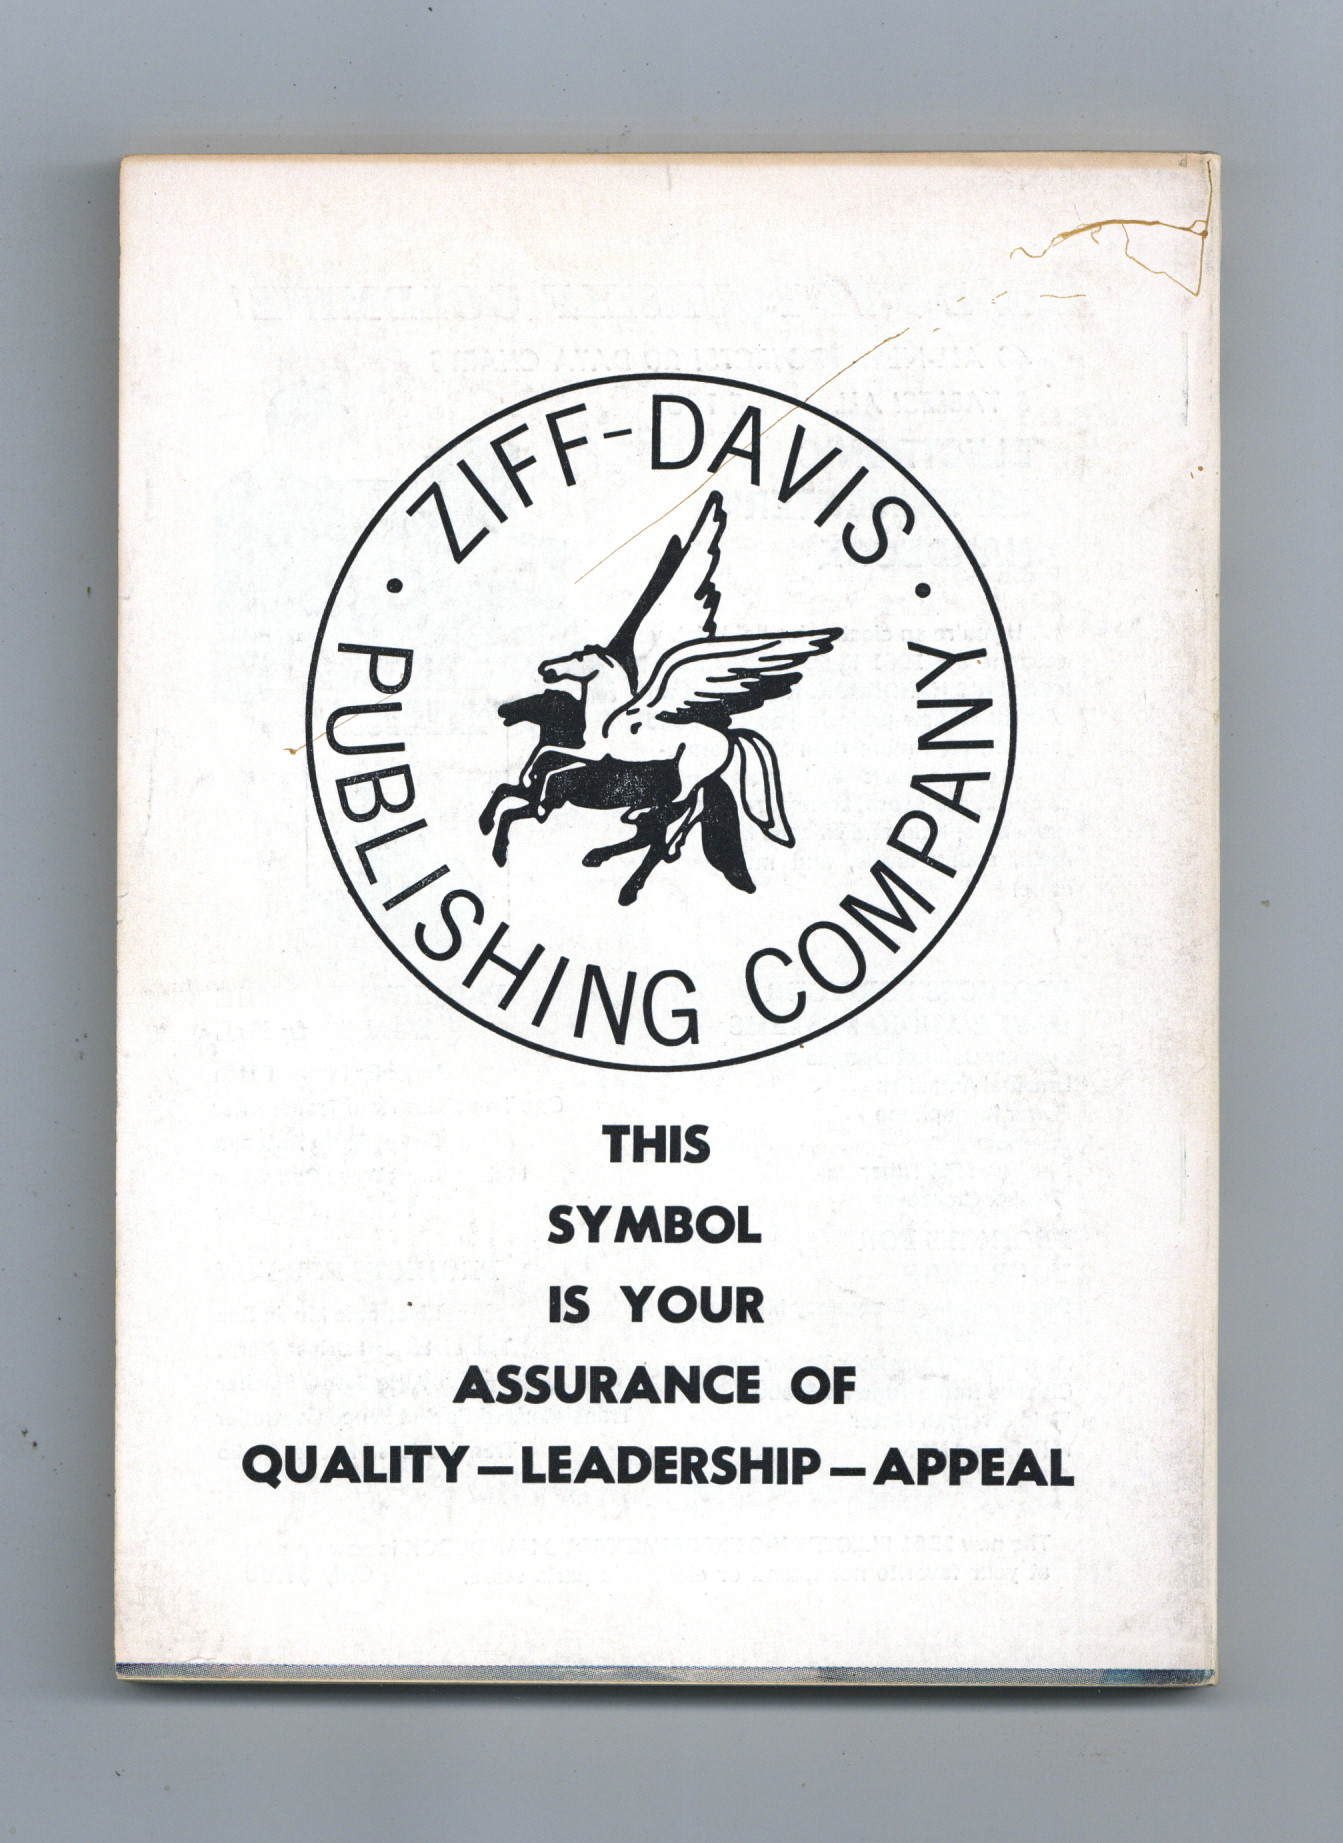 ZIFF-DAVIS
• PUBLISHING COMPANY •
THIS
SYMBOL
IS YOUR
ASSURANCE OF
QUALITY—LEADERSHIP—APPEAL